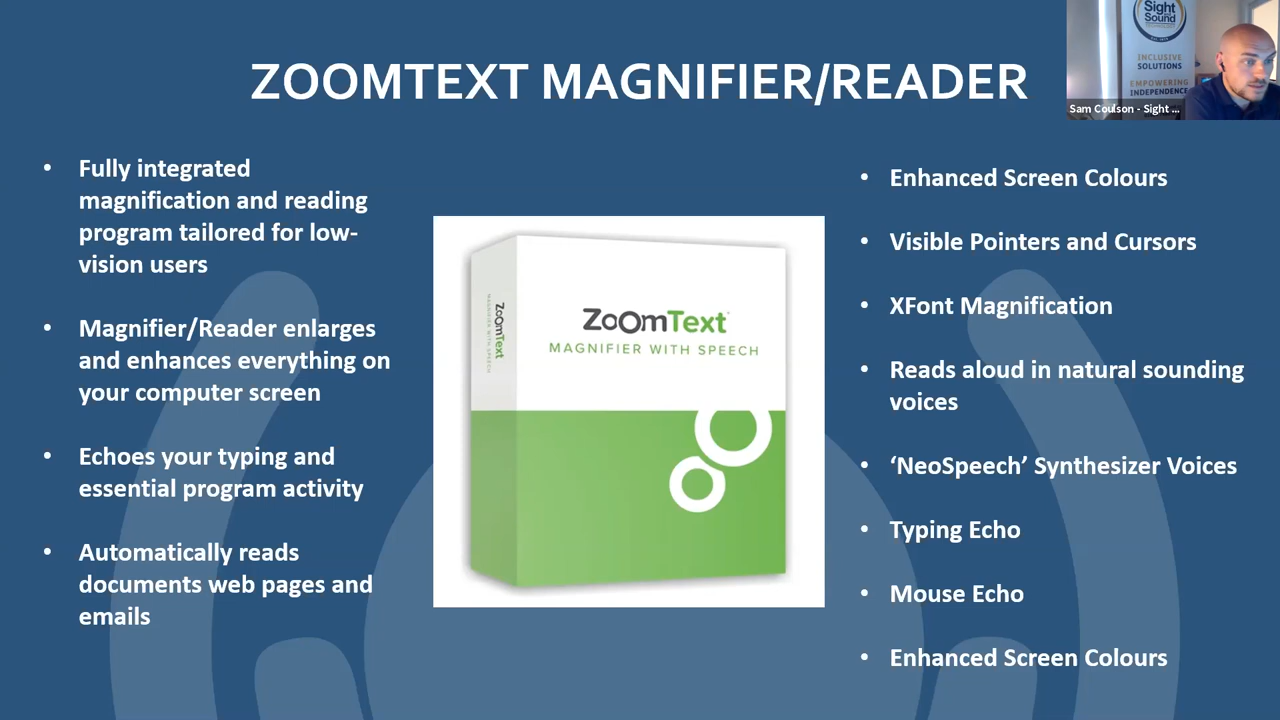 ZOOMTEXT MAGNIFIER/READER
• Fully integrated
magnification and reading
program tailored for low-
vision users
• Magnifier/Reader enlarges
and enhances everything on
your computer screen
• Echoes your typing and
essential program activity
• Automatically reads
documents web pages and
emails
ZoomText
MAGNIFIER WITH SPEECH
ZoomText
MAGNIFIER WITH SPEECH
• Enhanced Screen Colours
• Visible Pointers and Cursors
• XFont Magnification
• Reads aloud in natural sounding
voices
• ‘NeoSpeech’ Synthesizer Voices
• Typing Echo
• Mouse Echo
• Enhanced Screen Colours
Sight
Sound
INCLUSIVE
SOLUTIONS
EMPOWERING
INDEPENDENCE
Sam Coulson - Sight ...